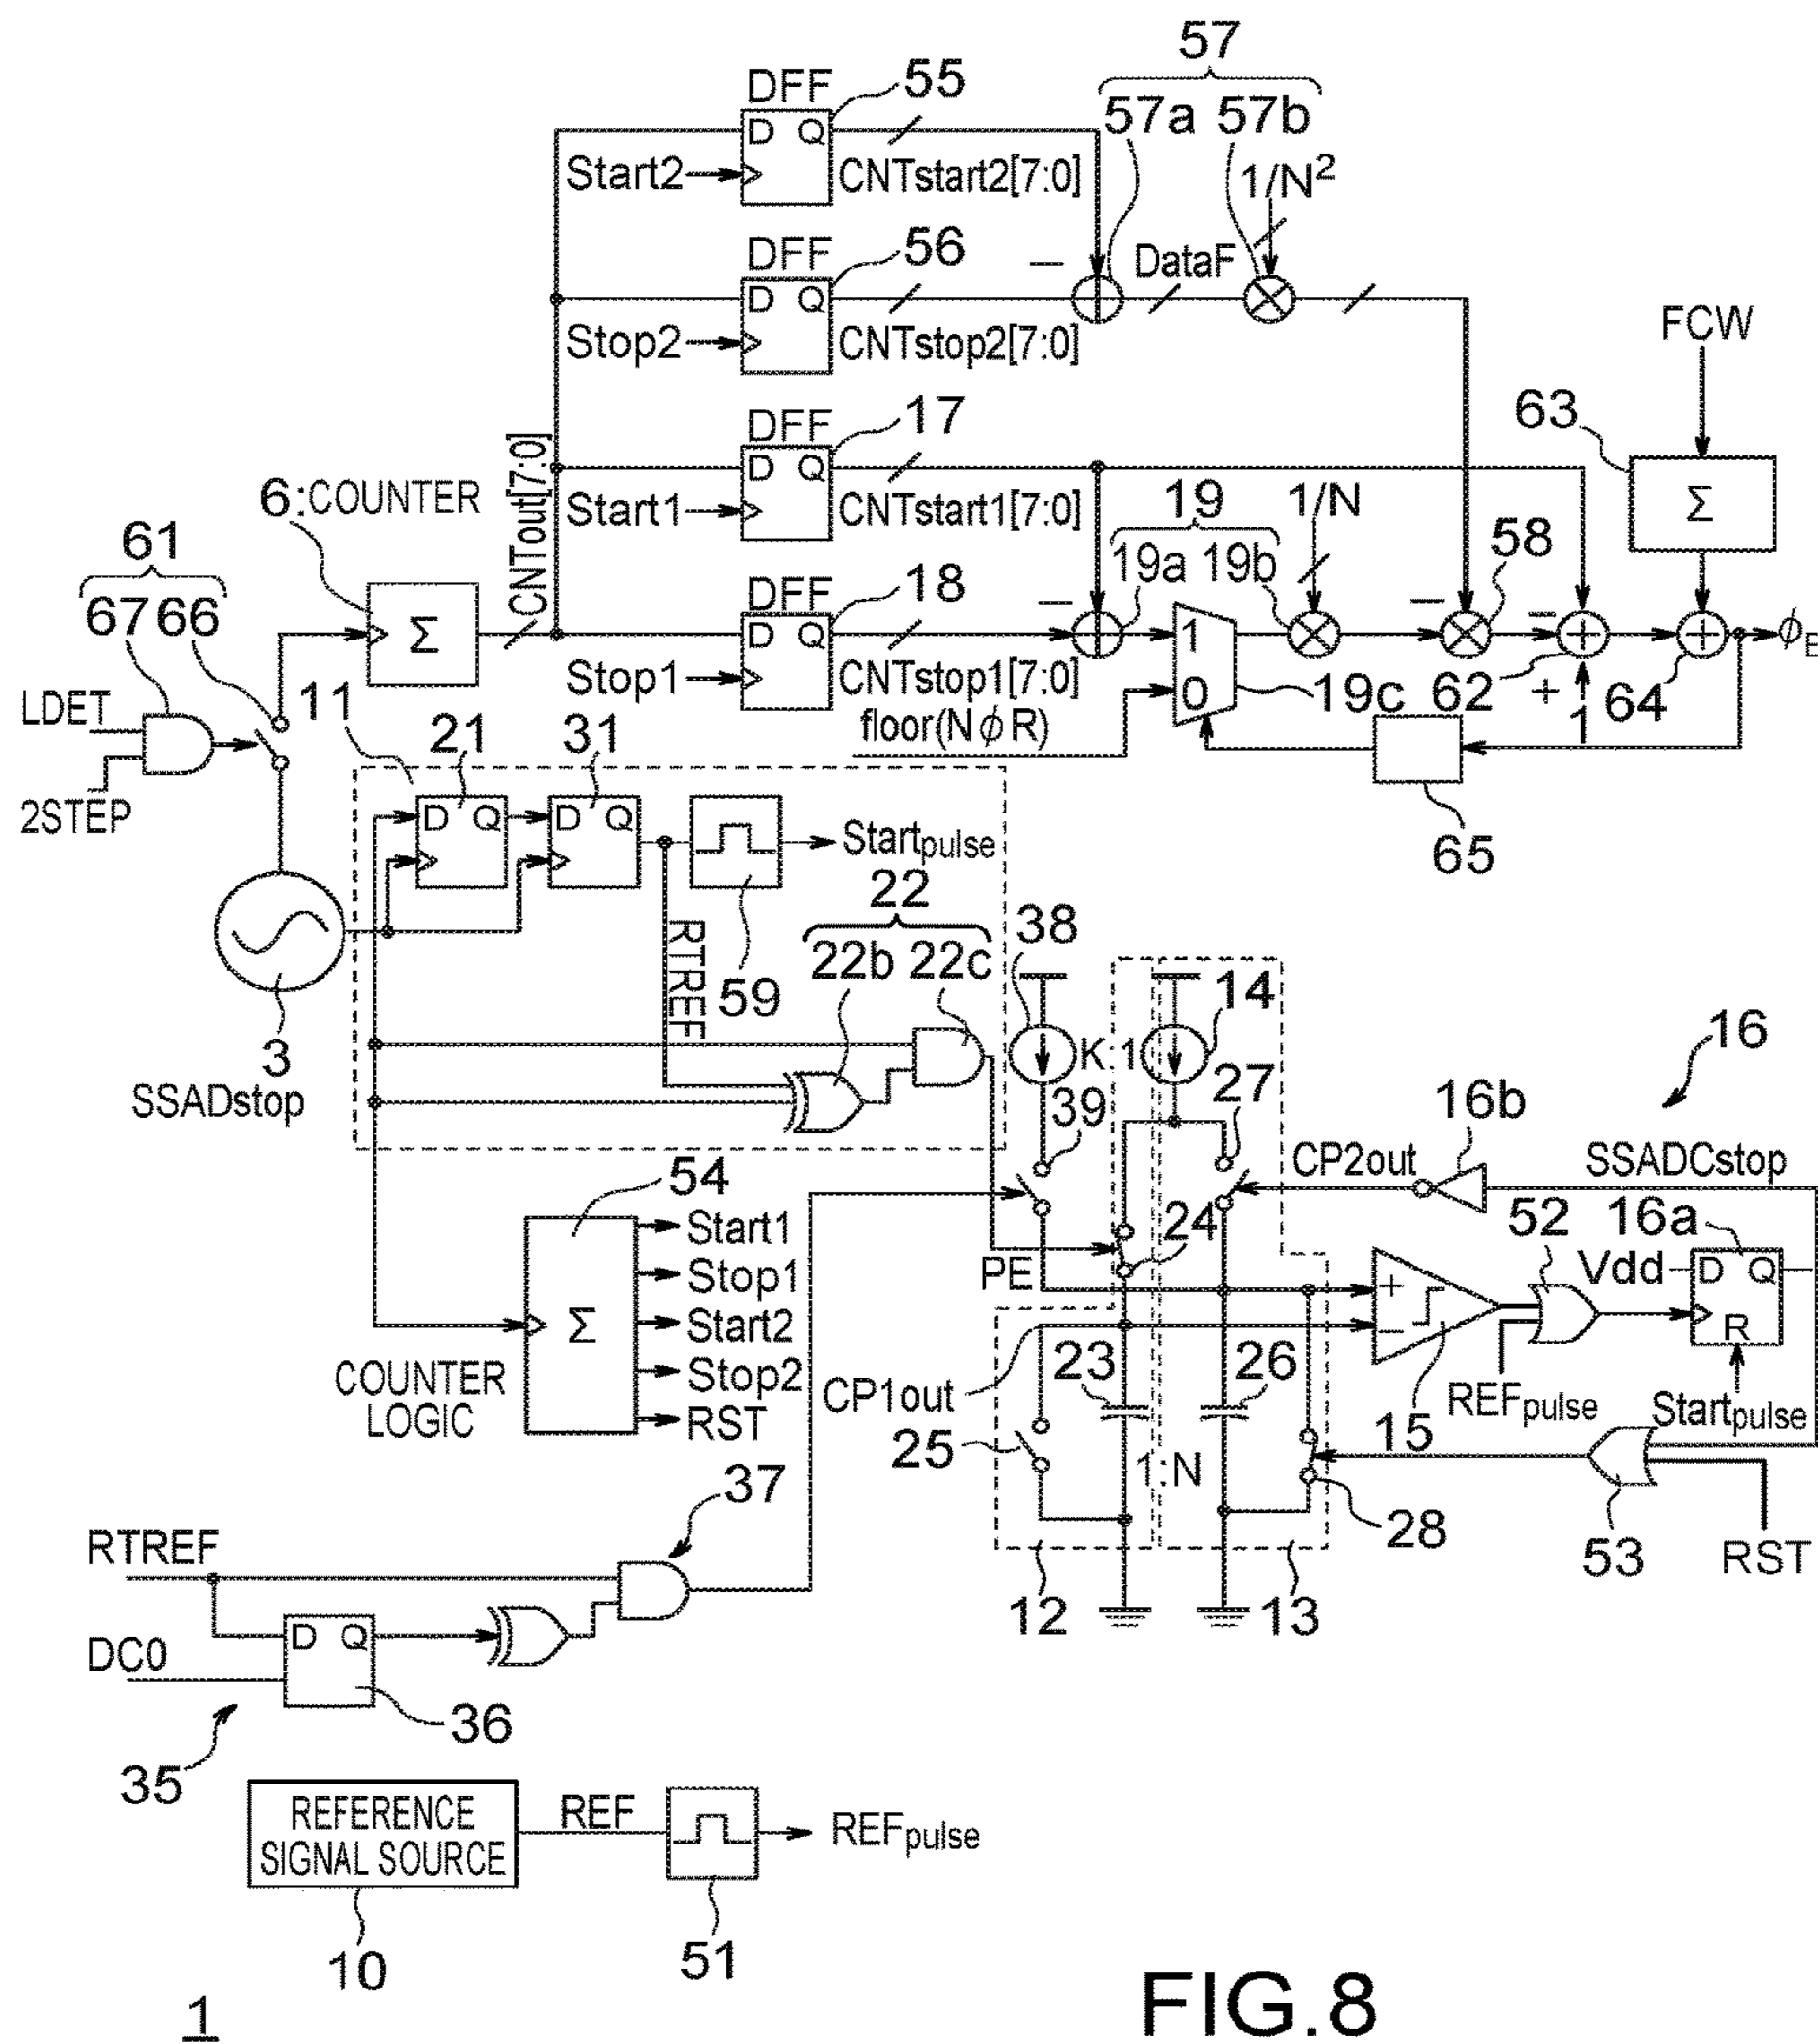 57
DFF 55 57a 57b
D Q
Start2 CNTstart2[7:0] 1/N²
DFF 56 − DataF
D Q
Stop2 CNTstop2[7:0] FCW
DFF 17 63
D Q
6:COUNTER CNTout[7:0] Start1 CNTstart1[7:0] 19 1/N Σ
61 19a 19b 58
67 66 Σ DFF 18 − − −
D Q 1 + + ϕE
LDET 11 Stop1 CNTstop1[7:0] 0 19c 62 + 1 64
floor(NϕR)
2STEP 21 31
D Q D Q Startpulse 65
22
3 RTREF 59 22b 22c 38
SSADstop 14 16
K:1
39 27 16b
54 CP2out SSADCstop
Start1 24 52 16a
Stop1 PE Vdd D Q
Σ Start2 + − R
COUNTER LOGIC Stop2 CP1out 23 26 REFpulse Startpulse
RST 25 15
37 1:N
RTREF 28 53 RST
D Q 12 13
DC0
36
35
REFERENCE
SIGNAL SOURCE REF REFpulse
10 51
1 FIG.8